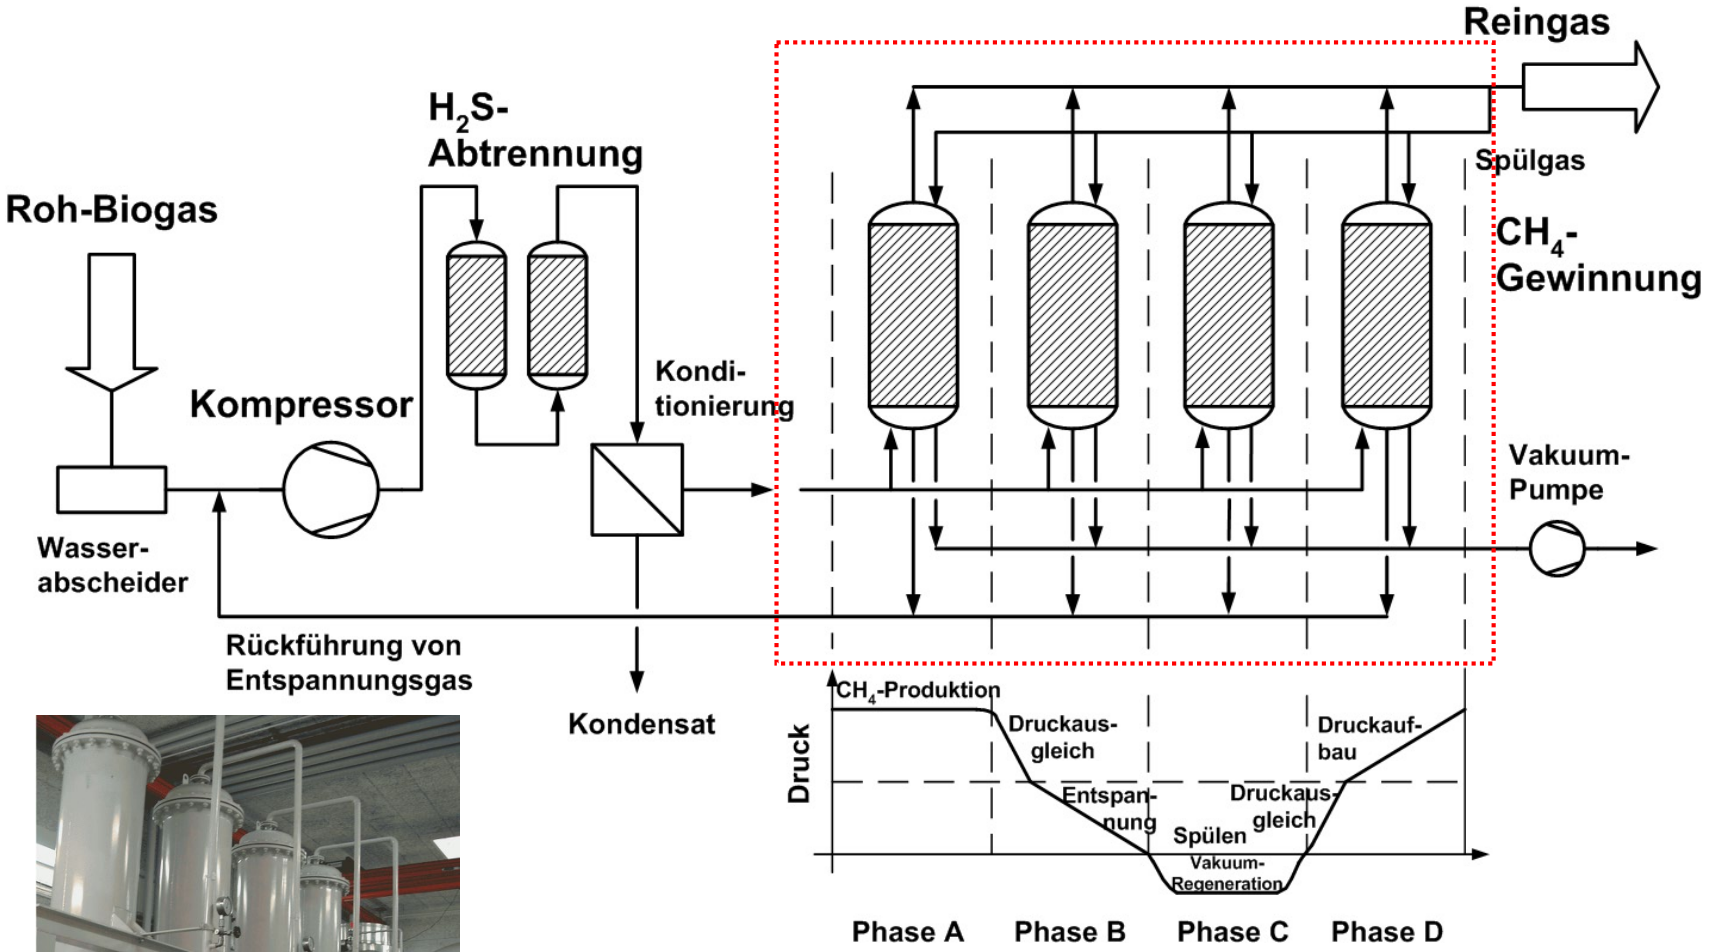 Reingas
H₂S-
Abtrennung
Spülgas
Roh-Biogas
CH₄-
Gewinnung
Kondi-
tionierung
Kompressor
Vakuum-
Pumpe
Wasser-
abscheider
Rückführung von
Entspannungsgas
Kondensat
CH₄-Produktion
Druckaus-
gleich
Druckauf-
bau
Druck
Entspan-
nung
Druckaus-
gleich
Spülen
Vakuum-
Regeneration
Phase A
Phase B
Phase C
Phase D